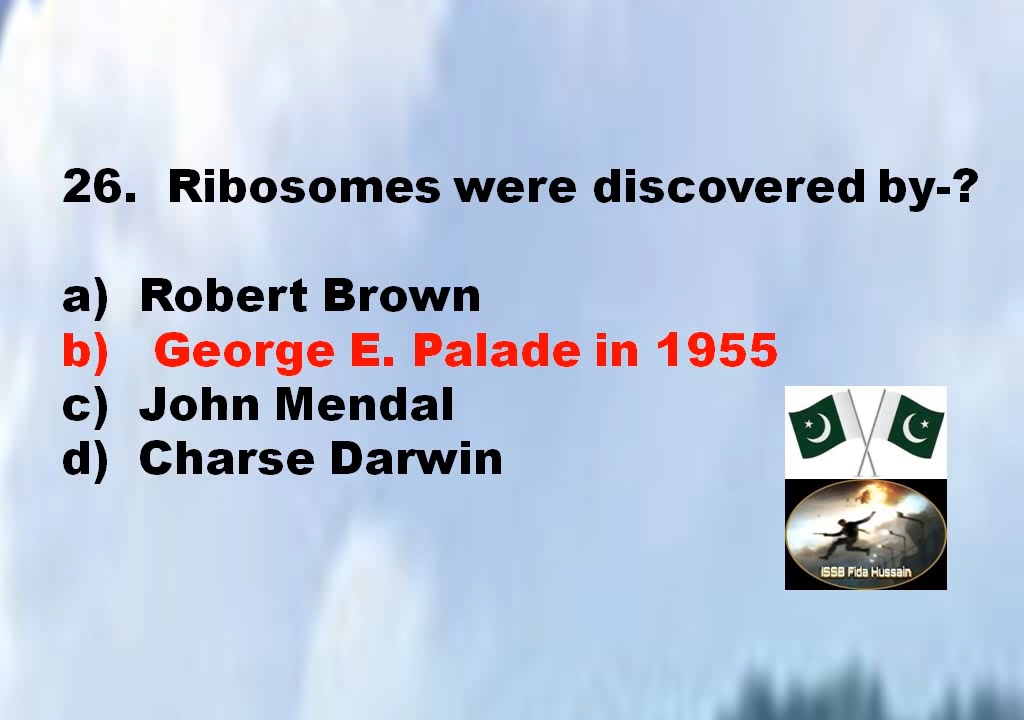 26. Ribosomes were discovered by-?
a) Robert Brown
b) George E. Palade in 1955
c) John Mendal
d) Charse Darwin
ISSB Fida Hussain